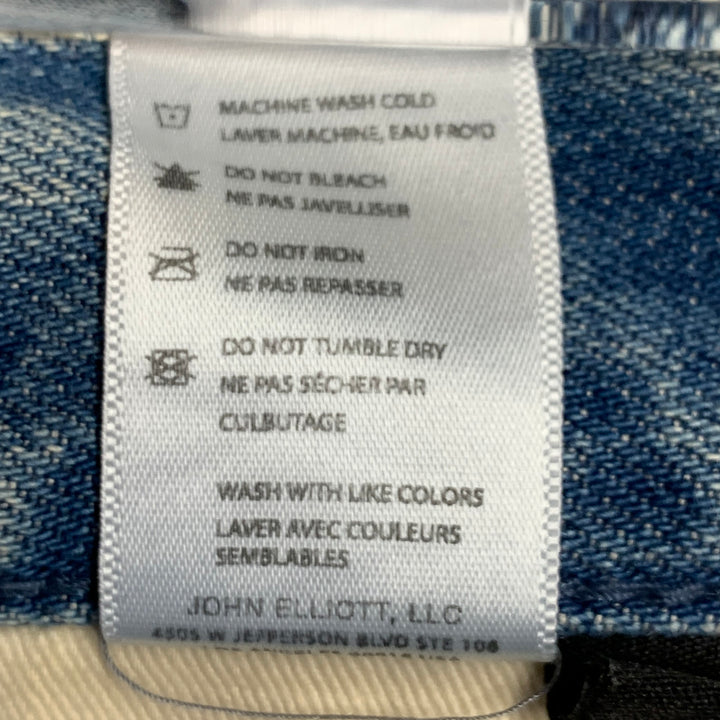 MACHINE WASH COLD
LAVER MACHINE, EAU FROID
DO NOT BLEACH
NE PAS JAVELLISER
DO NOT IRON
NE PAS REPASSER
DO NOT TUMBLE DRY
NE PAS SÉCHER PAR
CULBUTAGE
WASH WITH LIKE COLORS
LAVER AVEC COULEURS
SEMBLABLES
JOHN ELLIOTT, LLC
4505 W JEFFERSON BLVD STE 108